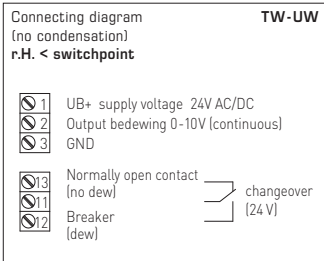 Connecting diagram TW-UW
(no condensation)
r.H. < switchpoint
1 UB+ supply voltage 24V AC/DC
2 Output bedewing 0-10V (continuous)
3 GND
13 Normally open contact
(no dew)
11
12 Breaker
(dew)
changeover
(24 V)